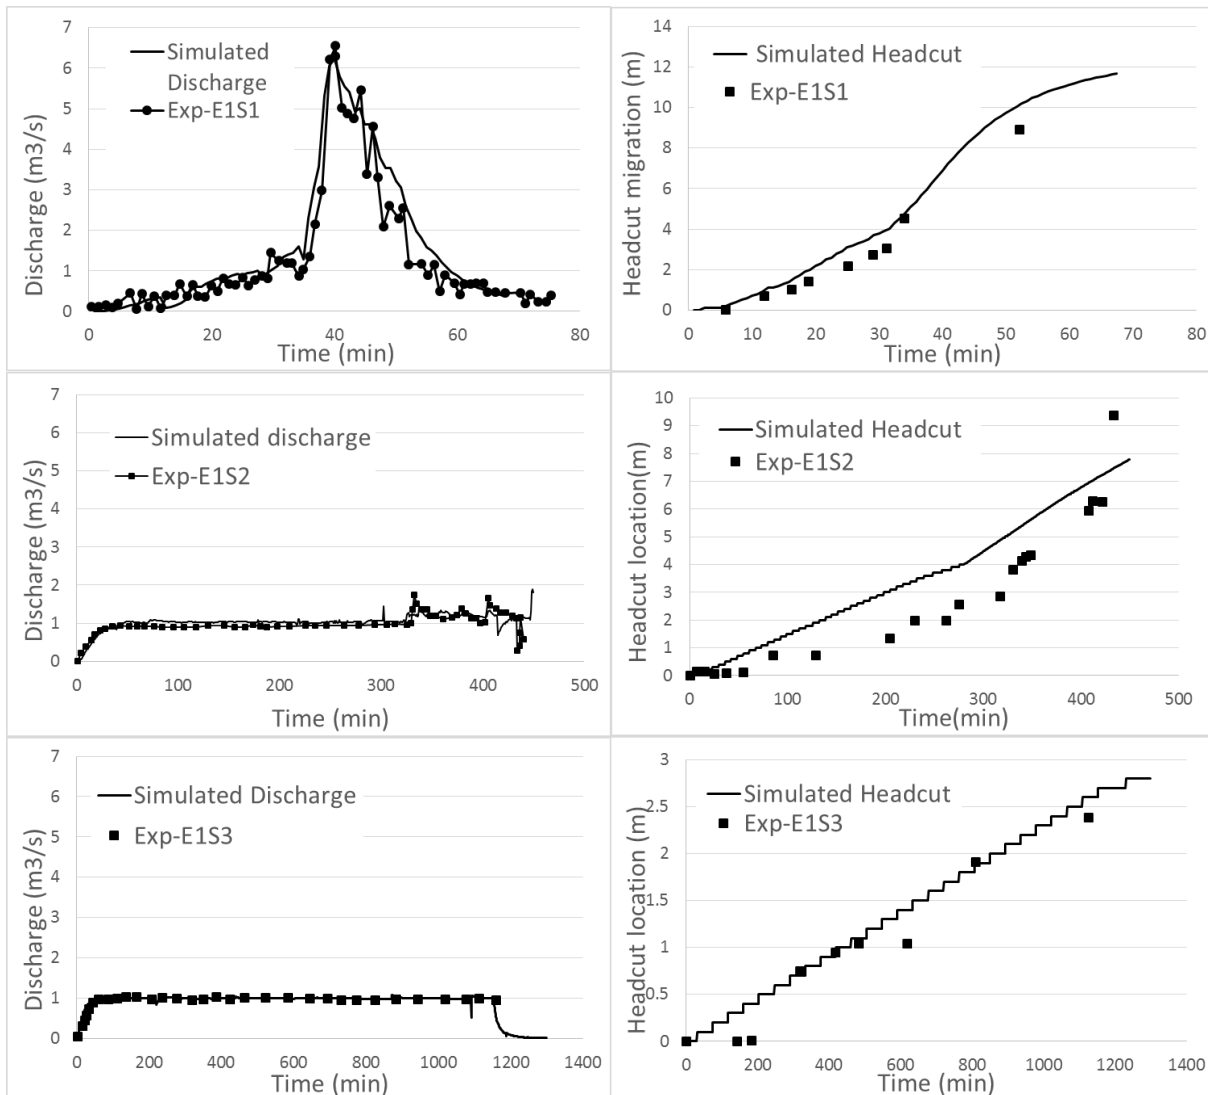 7
6
5
4
3
2
1
0
Discharge (m3/s)
Simulated
Discharge
Exp-E1S1
0 20 40 60 80
Time (min)
14
12
10
8
6
4
2
0
Headcut migration (m)
Simulated Headcut
Exp-E1S1
0 10 20 30 40 50 60 70 80
Time (min)
7
6
5
4
3
2
1
0
Discharge (m3/s)
Simulated discharge
Exp-E1S2
0 100 200 300 400 500
Time (min)
10
9
8
7
6
5
4
3
2
1
0
Headcut location(m)
Simulated Headcut
Exp-E1S2
0 100 200 300 400 500
Time(min)
7
6
5
4
3
2
1
0
Discharge (m3/s)
Simulated Discharge
Exp-E1S3
0 200 400 600 800 1000 1200 1400
Time (min)
3
2.5
2
1.5
1
0.5
0
Headcut location (m)
Simulated Headcut
Exp-E1S3
0 200 400 600 800 1000 1200 1400
Time (min)